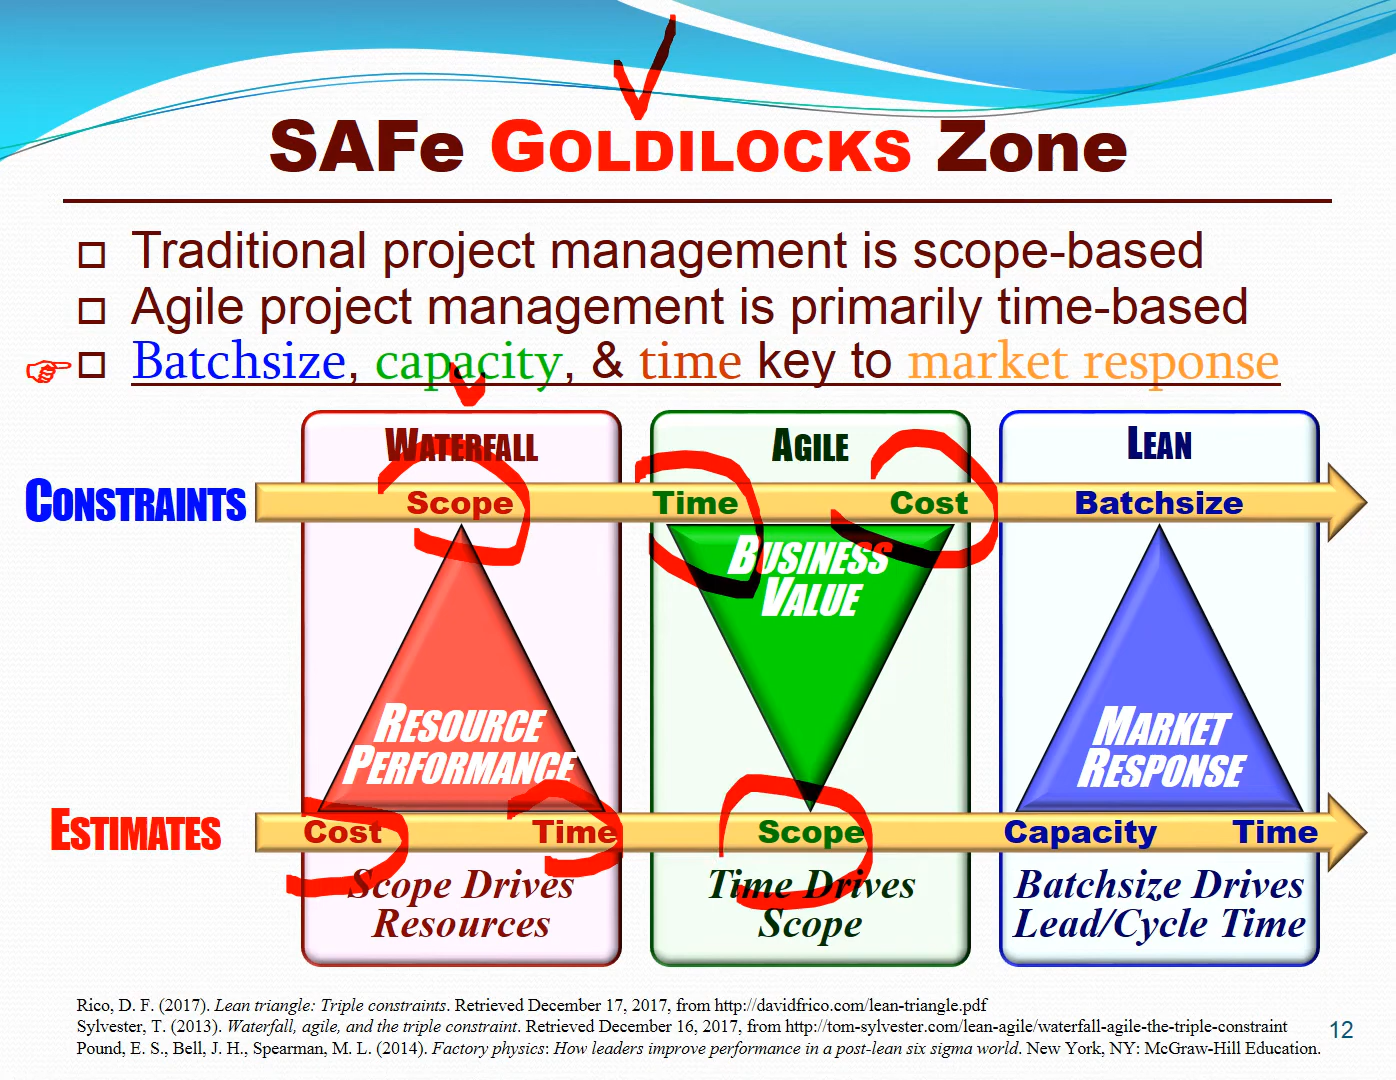 SAFe GOLDILOCKS Zone
Traditional project management is scope-based
Agile project management is primarily time-based
Batchsize, capacity, & time key to market response
WATERFALL
AGILE
LEAN
CONSTRAINTS
Scope
Time
Cost
Batchsize
BUSINESS
VALUE
RESOURCE
PERFORMANCE
MARKET
RESPONSE
ESTIMATES
Cost
Time
Scope
Capacity
Time
Scope Drives
Resources
Time Drives
Scope
Batchsize Drives
Lead/Cycle Time
Rico, D. F. (2017). Lean triangle: Triple constraints. Retrieved December 17, 2017, from http://davidfrico.com/lean-triangle.pdf
Sylvester, T. (2013). Waterfall, agile, and the triple constraint. Retrieved December 16, 2017, from http://tom-sylvester.com/lean-agile/waterfall-agile-the-triple-constraint
Pound, E. S., Bell, J. H., Spearman, M. L. (2014). Factory physics: How leaders improve performance in a post-lean six sigma world. New York, NY: McGraw-Hill Education.
12